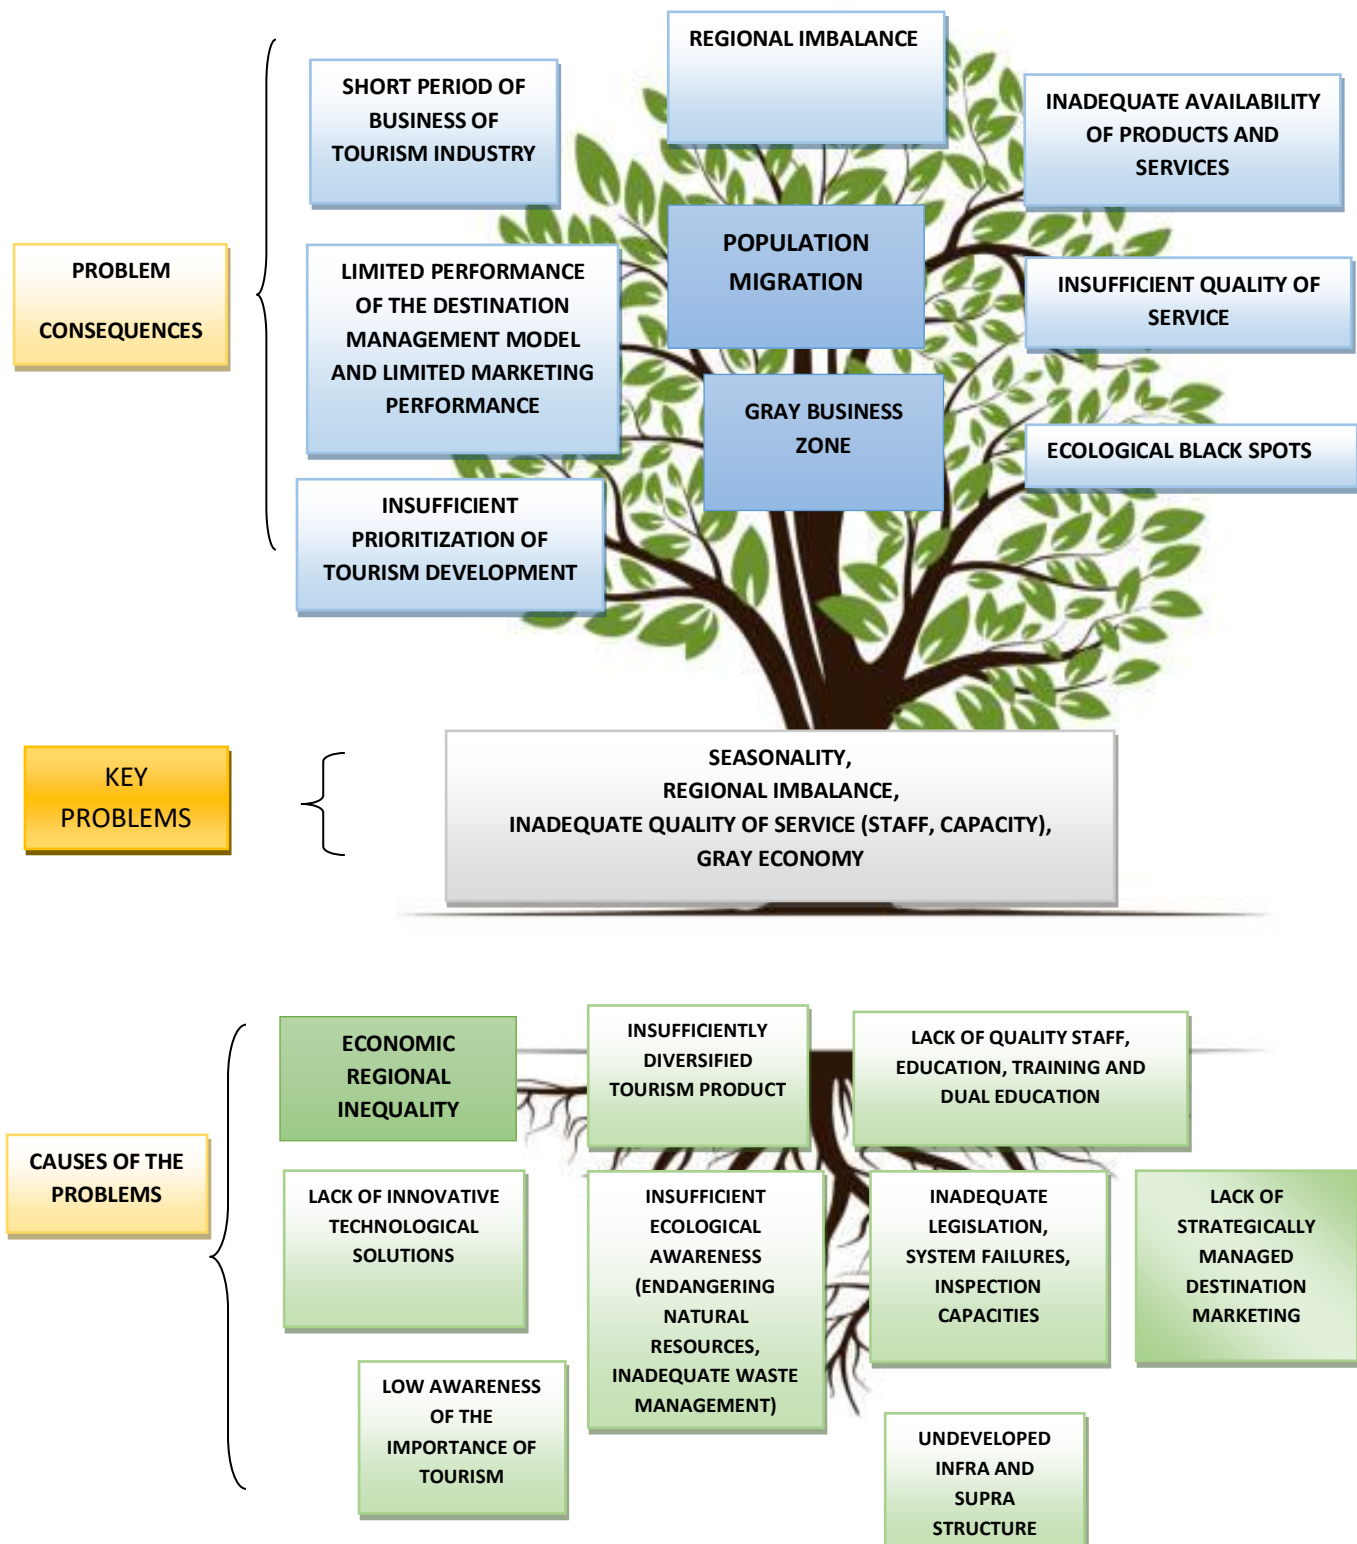 REGIONAL IMBALANCE
SHORT PERIOD OF
BUSINESS OF
TOURISM INDUSTRY
INADEQUATE AVAILABILITY
OF PRODUCTS AND
SERVICES
POPULATION
MIGRATION
PROBLEM
CONSEQUENCES
LIMITED PERFORMANCE
OF THE DESTINATION
MANAGEMENT MODEL
AND LIMITED MARKETING
PERFORMANCE
INSUFFICIENT QUALITY OF
SERVICE
GRAY BUSINESS
ZONE
ECOLOGICAL BLACK SPOTS
INSUFFICIENT
PRIORITIZATION OF
TOURISM DEVELOPMENT
KEY
PROBLEMS
SEASONALITY,
REGIONAL IMBALANCE,
INADEQUATE QUALITY OF SERVICE (STAFF, CAPACITY),
GRAY ECONOMY
ECONOMIC
REGIONAL
INEQUALITY
INSUFFICIENTLY
DIVERSIFIED
TOURISM PRODUCT
LACK OF QUALITY STAFF,
EDUCATION, TRAINING AND
DUAL EDUCATION
CAUSES OF THE
PROBLEMS
LACK OF INNOVATIVE
TECHNOLOGICAL
SOLUTIONS
INSUFFICIENT
ECOLOGICAL
AWARENESS
(ENDANGERING
NATURAL
RESOURCES,
INADEQUATE WASTE
MANAGEMENT)
INADEQUATE
LEGISLATION,
SYSTEM FAILURES,
INSPECTION
CAPACITIES
LACK OF
STRATEGICALLY
MANAGED
DESTINATION
MARKETING
LOW AWARENESS
OF THE
IMPORTANCE OF
TOURISM
UNDEVELOPED
INFRA AND
SUPRA
STRUCTURE